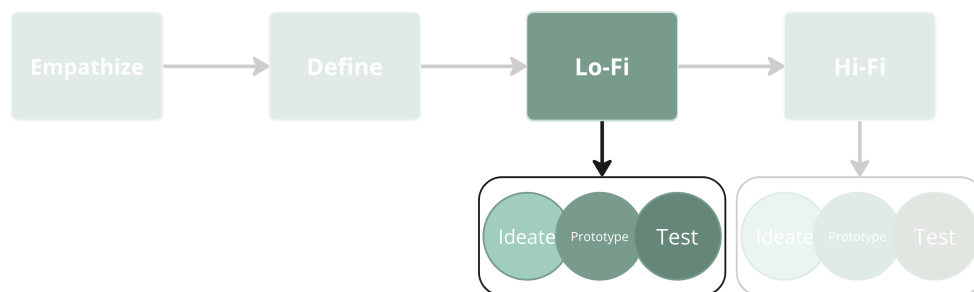 Empathize
Define
Lo-Fi
Hi-Fi
Ideate
Prototype
Test
Ideate
Prototype
Test